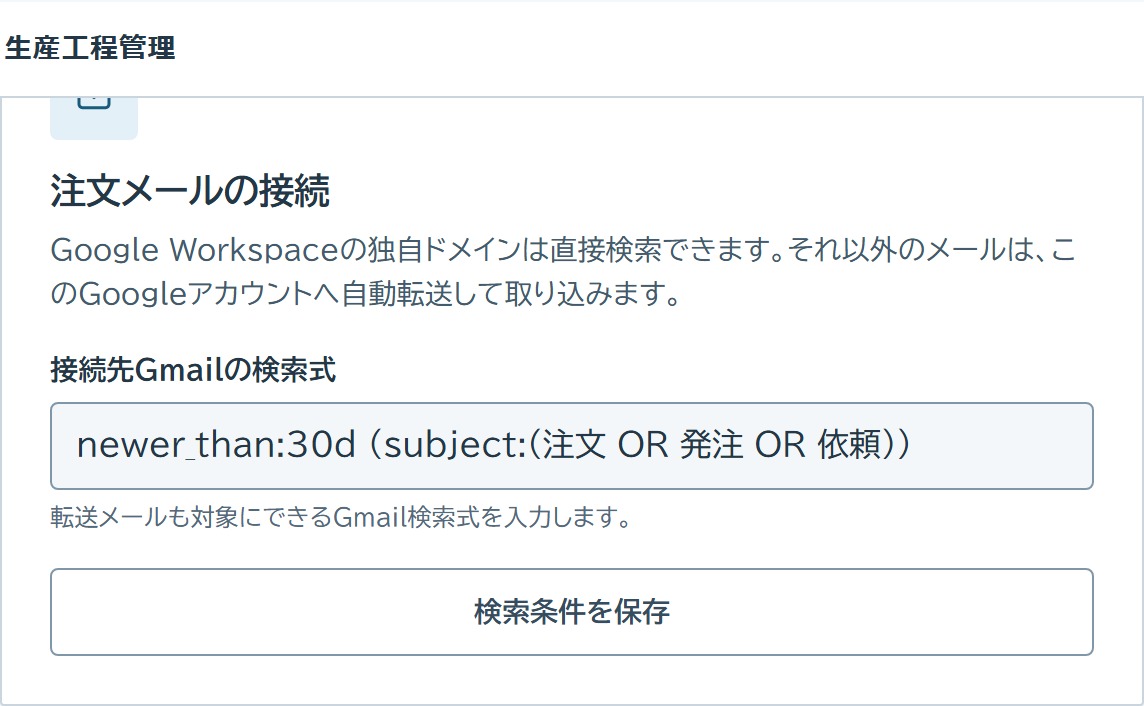 生産工程管理
注文メールの接続
Google Workspaceの独自ドメインは直接検索できます。それ以外のメールは、こ
のGoogleアカウントへ自動転送して取り込みます。
接続先Gmailの検索式
newer_than:30d (subject:(注文 OR 発注 OR 依頼))
転送メールも対象にできるGmail検索式を入力します。
検索条件を保存